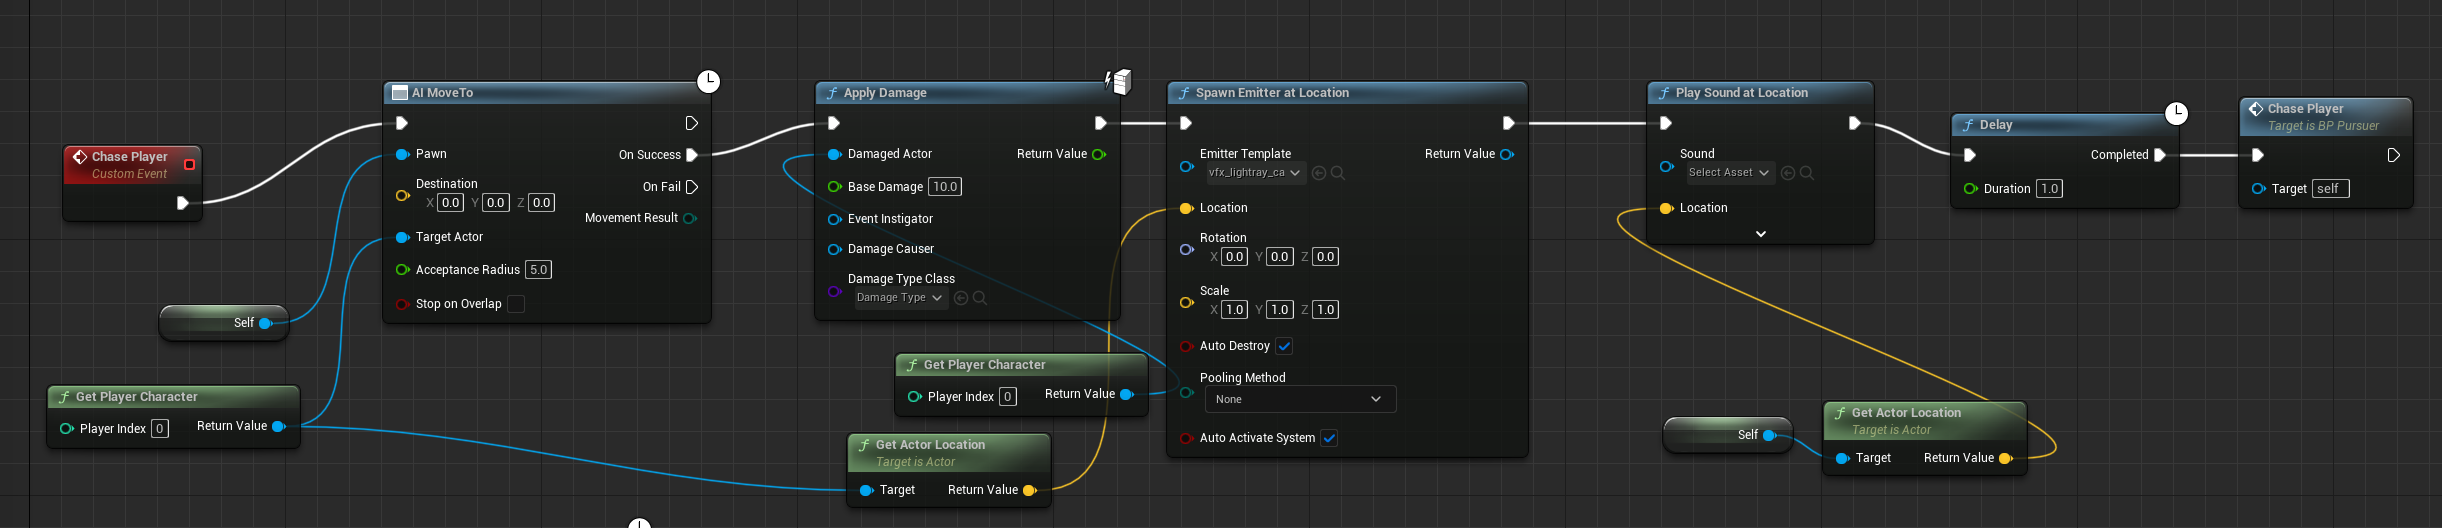 Chase Player
Custom Event
AI MoveTo
Pawn
On Success
Destination
X 0.0 Y 0.0 Z 0.0
On Fail
Movement Result
Target Actor
Acceptance Radius 5.0
Stop on Overlap
Self
f Get Player Character
Player Index 0
Return Value
f Apply Damage
Damaged Actor
Return Value
Base Damage 10.0
Event Instigator
Damage Causer
Damage Type Class
Damage Type
f Get Player Character
Player Index 0
Return Value
f Get Actor Location
Target is Actor
Target
Return Value
f Spawn Emitter at Location
Emitter Template
vfx_lightray_ca
Return Value
Location
Rotation
X 0.0 Y 0.0 Z 0.0
Scale
X 1.0 Y 1.0 Z 1.0
Auto Destroy
Pooling Method
None
Auto Activate System
f Play Sound at Location
Sound
Select Asset
Location
Self
f Get Actor Location
Target is Actor
Target
Return Value
f Delay
Completed
Duration 1.0
Chase Player
Target is BP Pursuer
Target self